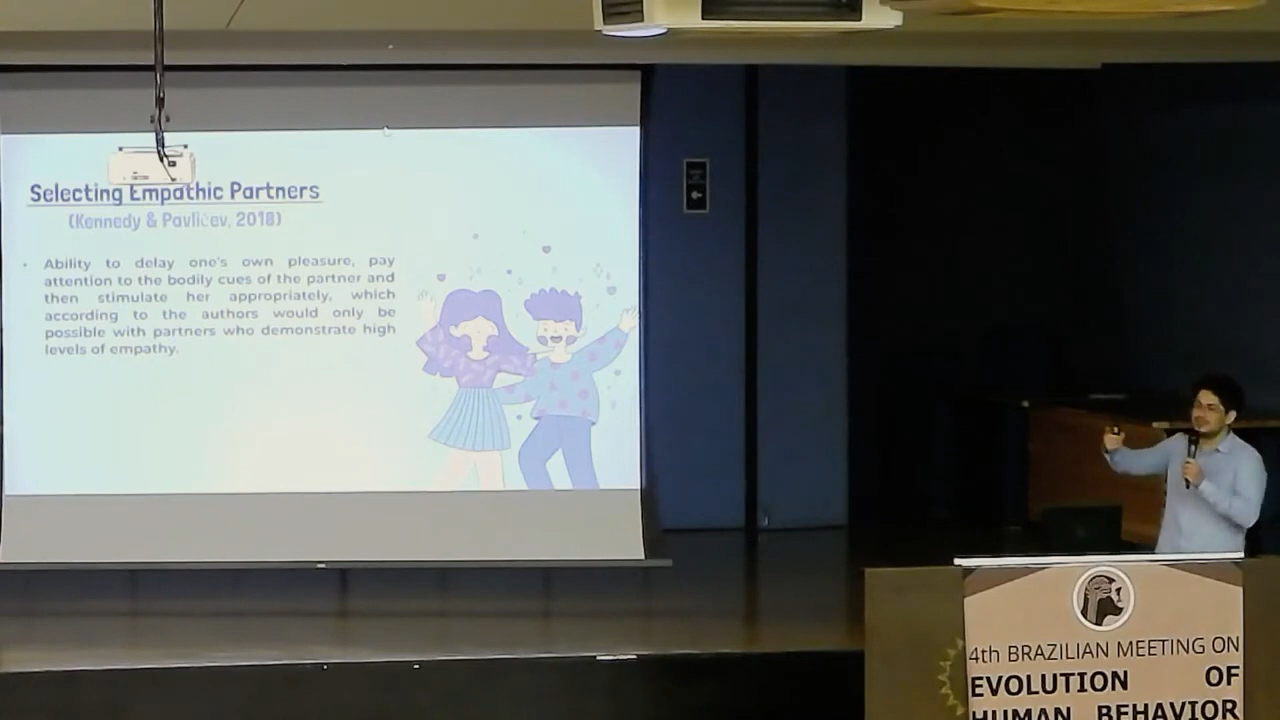 Selecting Empathic Partners
(Kennedy & Pavličev, 2018)
• Ability to delay one's own pleasure, pay
attention to the bodily cues of the partner and
then stimulate her appropriately, which
according to the authors would only be
possible with partners who demonstrate high
levels of empathy.
4th BRAZILIAN MEETING ON
EVOLUTION OF
HUMAN BEHAVIOR